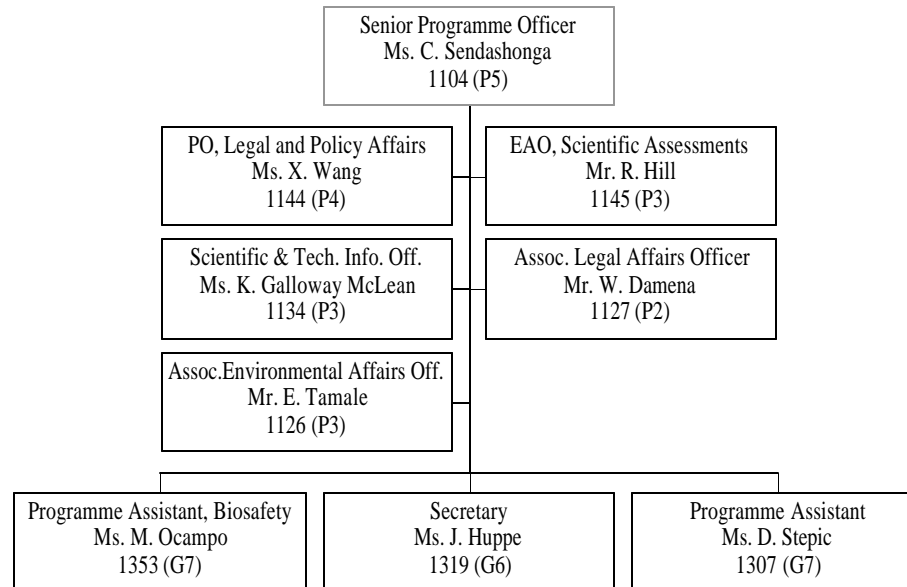 Senior Programme Officer
Ms. C. Sendashonga
1104 (P5)
PO, Legal and Policy Affairs
Ms. X. Wang
1144 (P4)
EAO, Scientific Assessments
Mr. R. Hill
1145 (P3)
Scientific & Tech. Info. Off.
Ms. K. Galloway McLean
1134 (P3)
Assoc. Legal Affairs Officer
Mr. W. Damena
1127 (P2)
Assoc.Environmental Affairs Off.
Mr. E. Tamale
1126 (P3)
Programme Assistant, Biosafety
Ms. M. Ocampo
1353 (G7)
Secretary
Ms. J. Huppe
1319 (G6)
Programme Assistant
Ms. D. Stepic
1307 (G7)